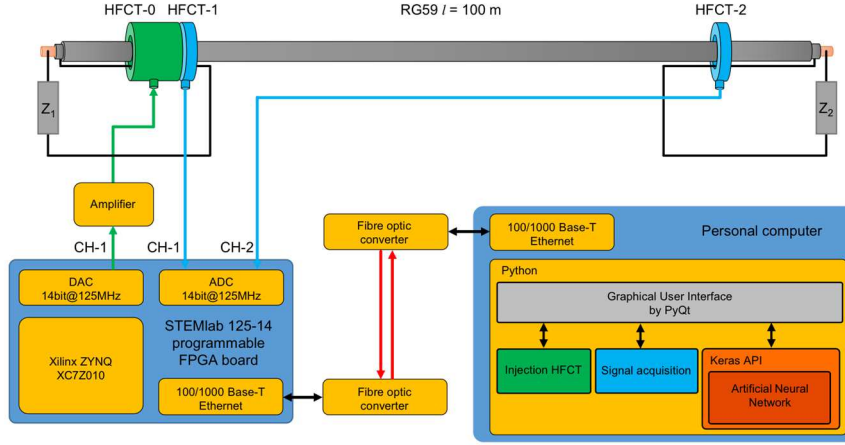 HFCT-0 HFCT-1 RG59 l = 100 m HFCT-2
Z1
Z2
Amplifier
CH-1 CH-1 CH-2
DAC
14bit@125MHz
ADC
14bit@125MHz
STEMlab 125-14
programmable
FPGA board
Xilinx ZYNQ
XC7Z010
100/1000 Base-T
Ethernet
Fibre optic
converter
Fibre optic
converter
100/1000 Base-T
Ethernet
Personal computer
Python
Graphical User Interface
by PyQt
Injection HFCT
Signal acquisition
Keras API
Artificial Neural
Network